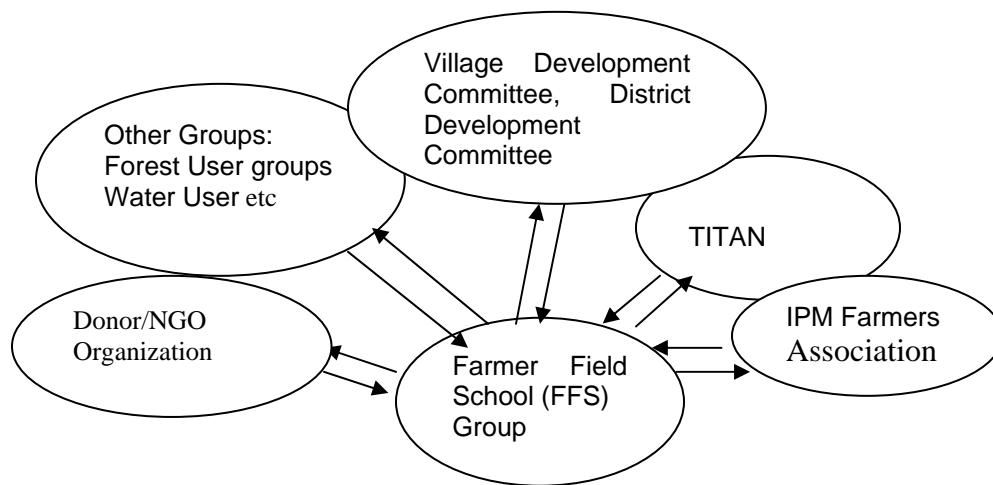 Village Development
Committee, District
Development
Committee
Other Groups:
Forest User groups
Water User etc
TITAN
IPM Farmers
Association
Donor/NGO
Organization
Farmer Field
School (FFS)
Group